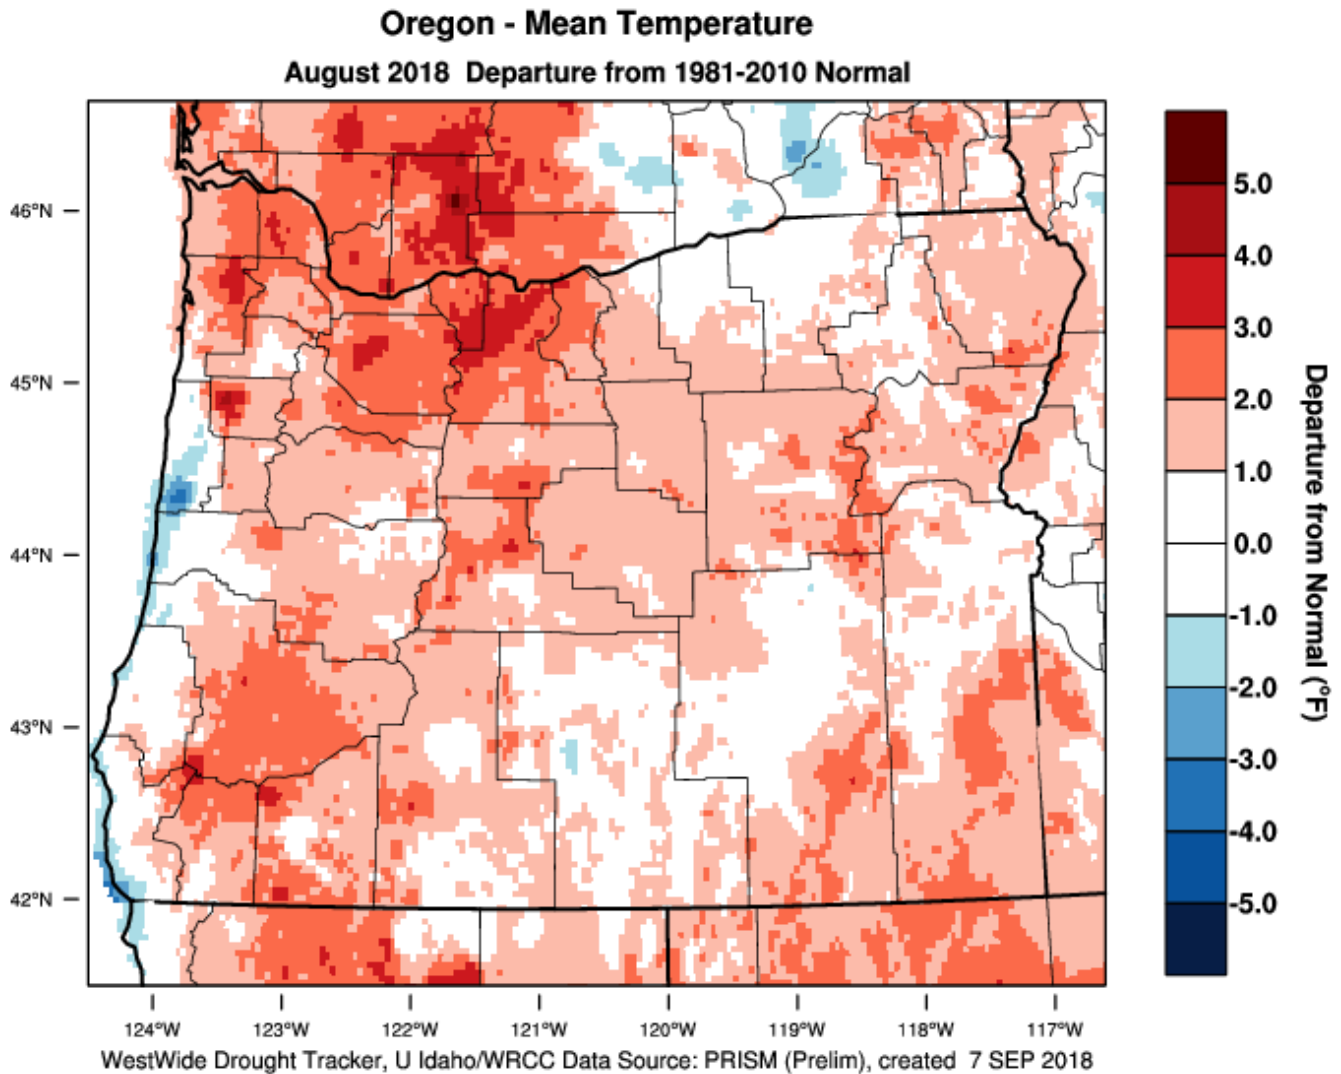 Oregon - Mean Temperature
August 2018  Departure from 1981-2010 Normal
46°N
45°N
44°N
43°N
42°N
124°W
123°W
122°W
121°W
120°W
119°W
118°W
117°W
5.0
4.0
3.0
2.0
1.0
0.0
-1.0
-2.0
-3.0
-4.0
-5.0
Departure from Normal (°F)
WestWide Drought Tracker, U Idaho/WRCC Data Source: PRISM (Prelim), created  7 SEP 2018